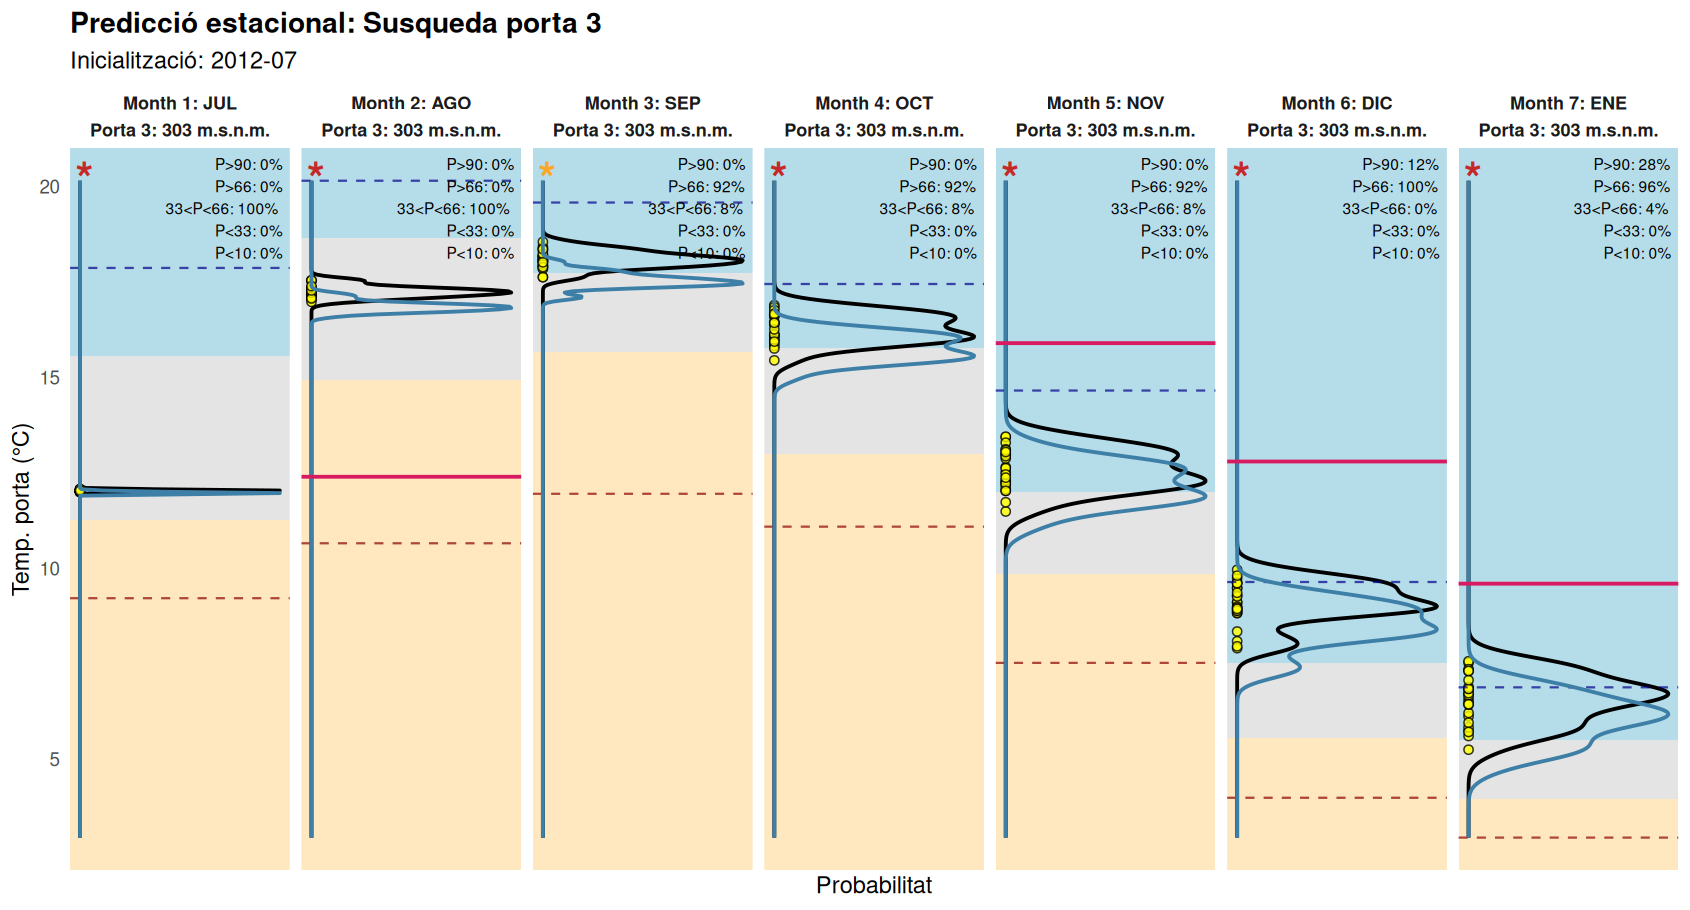 Predicció estacional: Susqueda porta 3
Inicialització: 2012-07
Month 1: JUL
Porta 3: 303 m.s.n.m.
Month 2: AGO
Porta 3: 303 m.s.n.m.
Month 3: SEP
Porta 3: 303 m.s.n.m.
Month 4: OCT
Porta 3: 303 m.s.n.m.
Month 5: NOV
Porta 3: 303 m.s.n.m.
Month 6: DIC
Porta 3: 303 m.s.n.m.
Month 7: ENE
Porta 3: 303 m.s.n.m.
Temp. porta (°C)
20
15
10
5
*
P>90: 0%
P>66: 0%
33<P<66: 100%
P<33: 0%
P<10: 0%
*
P>90: 0%
P>66: 0%
33<P<66: 100%
P<33: 0%
P<10: 0%
*
P>90: 0%
P>66: 92%
33<P<66: 8%
P<33: 0%
P<10: 0%
*
P>90: 0%
P>66: 92%
33<P<66: 8%
P<33: 0%
P<10: 0%
*
P>90: 0%
P>66: 92%
33<P<66: 8%
P<33: 0%
P<10: 0%
*
P>90: 12%
P>66: 100%
33<P<66: 0%
P<33: 0%
P<10: 0%
*
P>90: 28%
P>66: 96%
33<P<66: 4%
P<33: 0%
P<10: 0%
Probabilitat